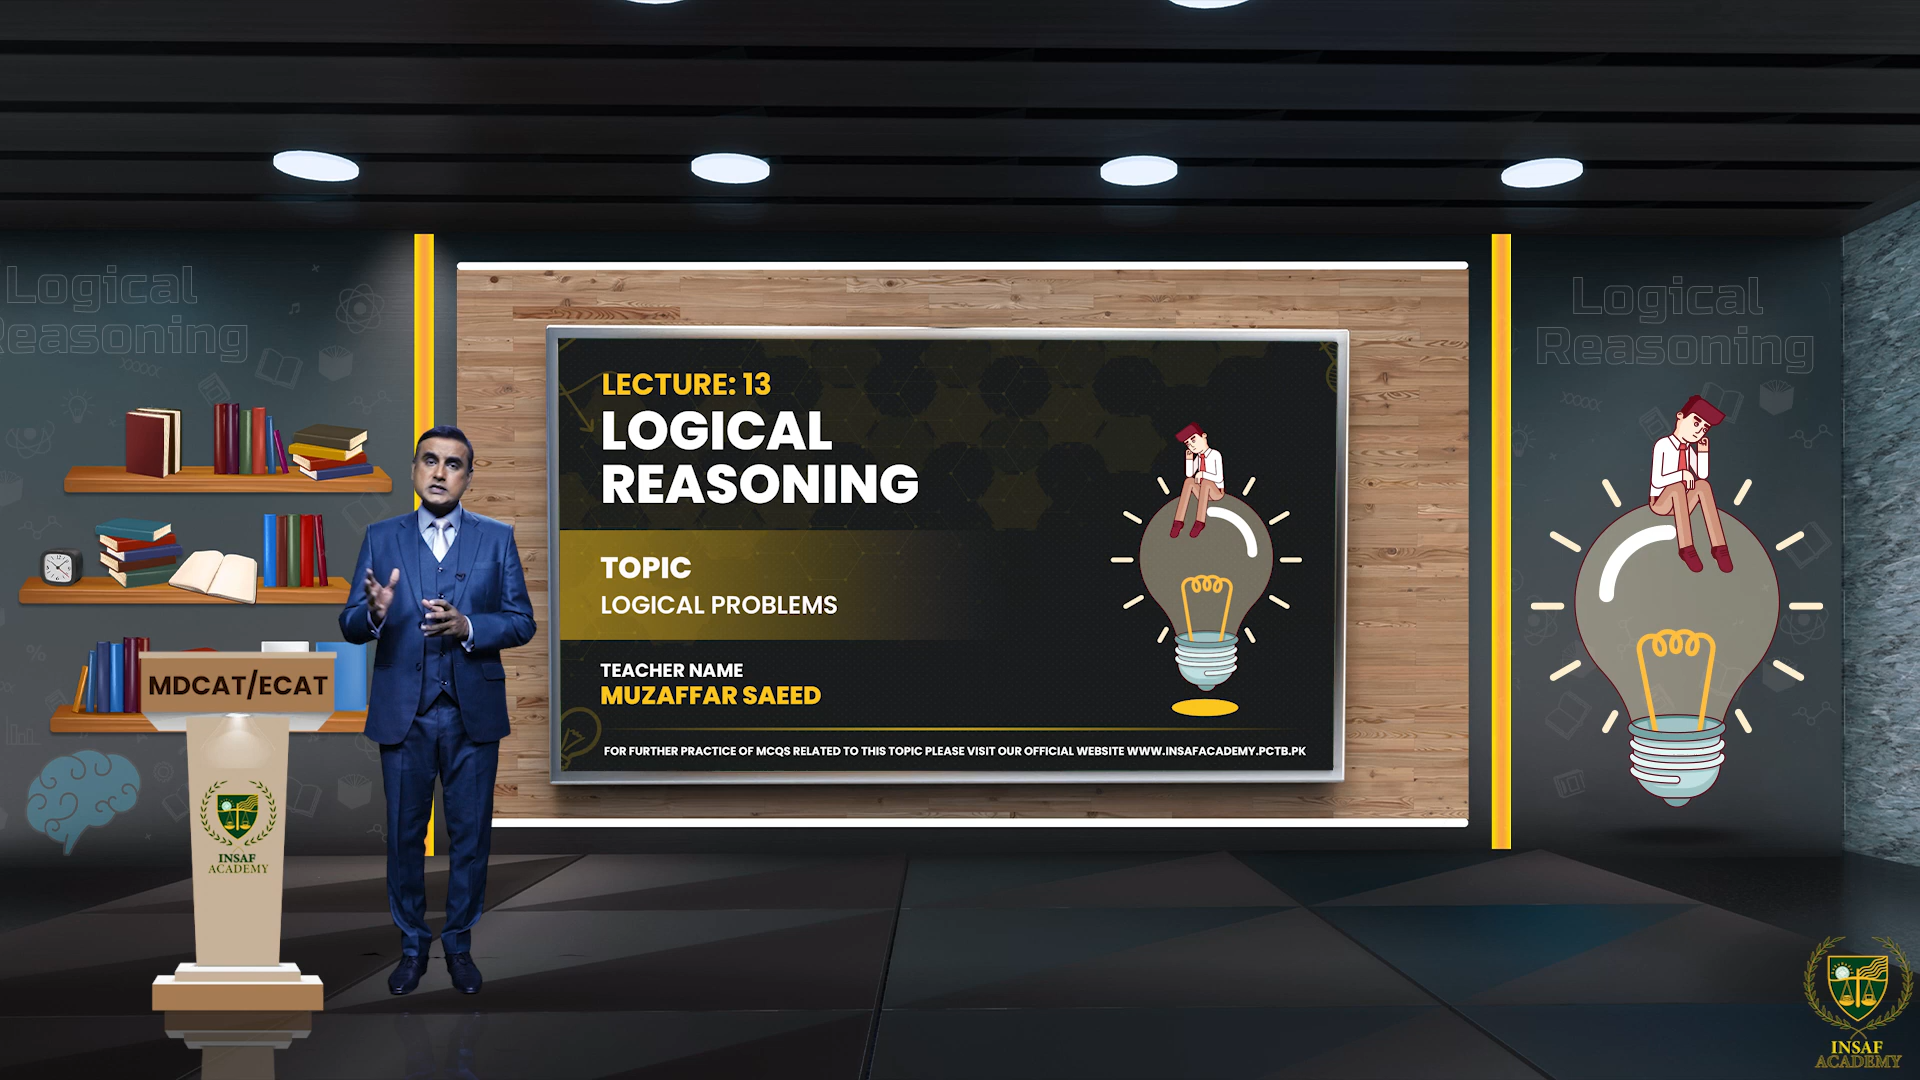 Logical
Reasoning
LECTURE: 13
LOGICAL
REASONING
TOPIC
LOGICAL PROBLEMS
TEACHER NAME
MUZAFFAR SAEED
FOR FURTHER PRACTICE OF MCQS RELATED TO THIS TOPIC PLEASE VISIT OUR OFFICIAL WEBSITE WWW.INSAFACADEMY.PCTB.PK
Logical
Reasoning
MDCAT/ECAT
INSAF
ACADEMY
INSAF
ACADEMY